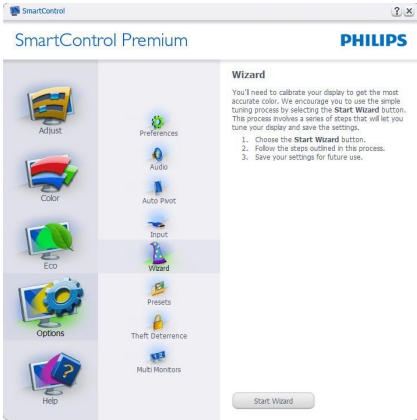 SmartControl
SmartControl Premium
PHILIPS
Adjust
Color
Eco
Options
Help
Preferences
Audio
Auto Pivot
Input
Wizard
Presets
Theft Deterrence
Multi Monitors
Wizard
You'll need to calibrate your display to get the most
accurate color. We encourage you to use the simple
tuning process by selecting the Start Wizard button.
This process involves a series of steps that will let you
tune your display and save the settings.
1. Choose the Start Wizard button.
2. Follow the steps outlined in this process.
3. Save your settings for future use.
Start Wizard